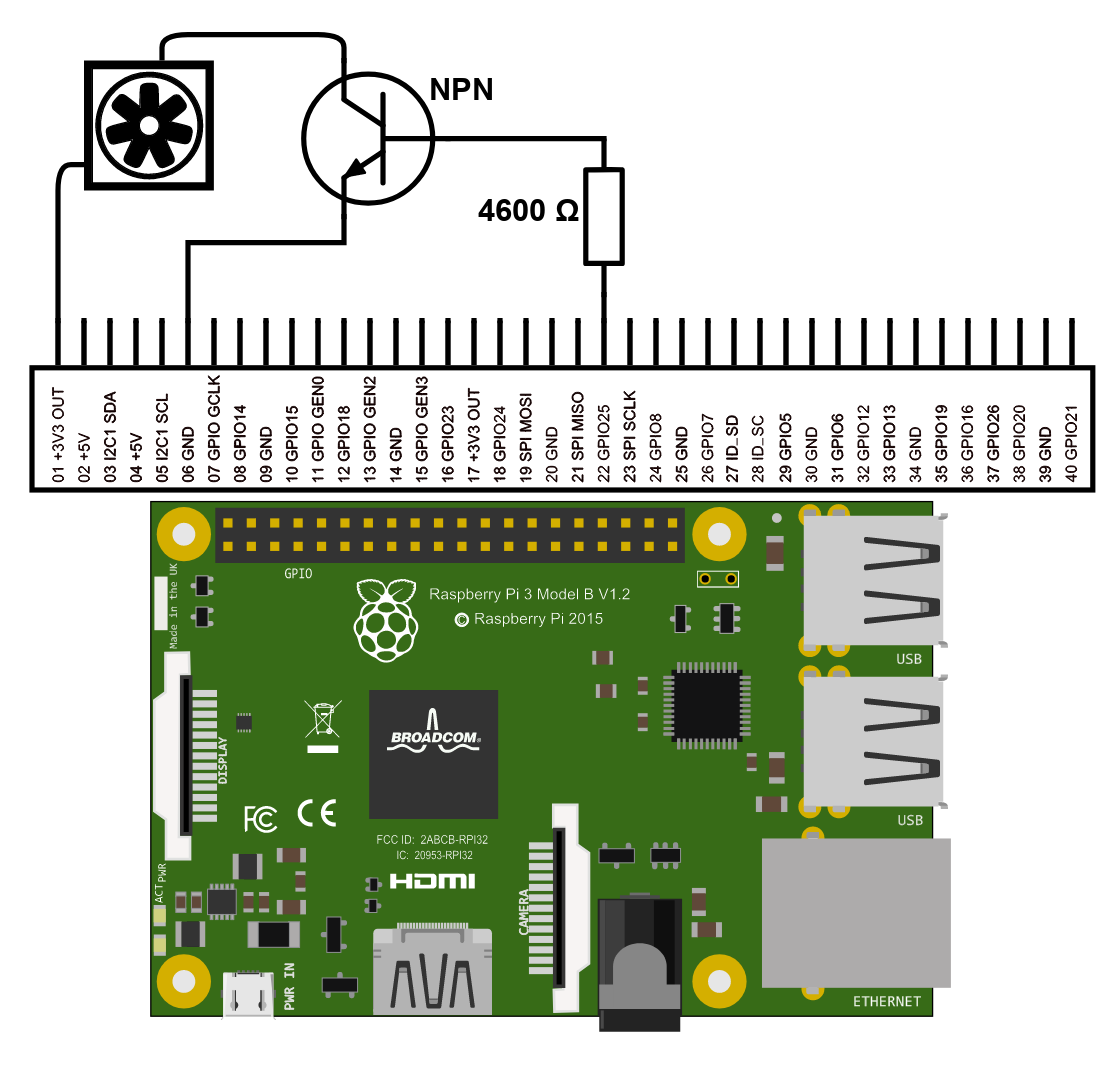 NPN
4600 Ω
01 +3V3 OUT
02 +5V
03 I2C1 SDA
04 +5V
05 I2C1 SCL
06 GND
07 GPIO GCLK
08 GPIO14
09 GND
10 GPIO15
11 GPIO GEN0
12 GPIO18
13 GPIO GEN2
14 GND
15 GPIO GEN3
16 GPIO23
17 +3V3 OUT
18 GPIO24
19 SPI MOSI
20 GND
21 SPI MISO
22 GPIO25
23 SPI SCLK
24 GPIO8
25 GND
26 GPIO7
27 ID_SD
28 ID_SC
29 GPIO5
30 GND
31 GPIO6
32 GPIO12
33 GPIO13
34 GND
35 GPIO19
36 GPIO16
37 GPIO26
38 GPIO20
39 GND
40 GPIO21
GPIO
Made in the UK
Raspberry Pi 3 Model B V1.2
© Raspberry Pi 2015
USB
DISPLAY
BROADCOM®
USB
FC CE
FCC ID: 2ABCB-RPI32
IC: 20953-RPI32
HDMI
ACT PWR
CAMERA
PWR IN
ETHERNET